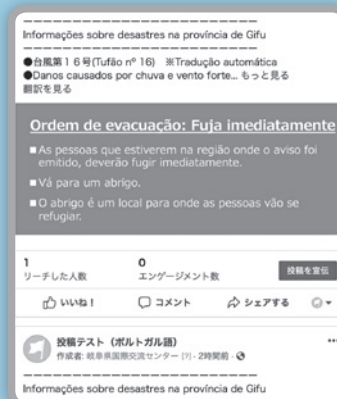 Informações sobre desastres na província de Gifu
●台風第16号(Tufão nº 16) ※Tradução automática
●Danos causados por chuva e vento forte... もっと見る
翻訳を見る
Ordem de evacuação: Fuja imediatamente
■As pessoas que estiverem na região onde o aviso foi
emitido, deverão fugir imediatamente.
■Vá para um abrigo.
■O abrigo é um local para onde as pessoas vão se
refugiar.
1 0
リーチした人数 エンゲージメント数 投稿を宣伝
いいね! コメント シェアする
投稿テスト(ポルトガル語) ...
作成者: 岐阜県国際交流センター [?]・2時間前・
Informações sobre desastres na província de Gifu